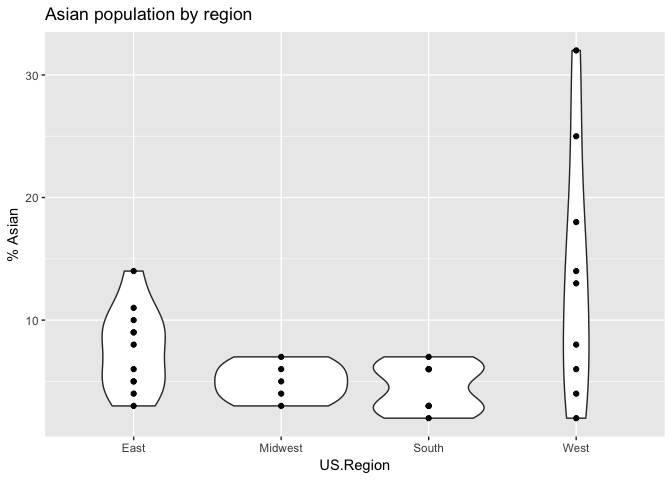 Asian population by region
% Asian
30
20
10
East Midwest South West
US.Region